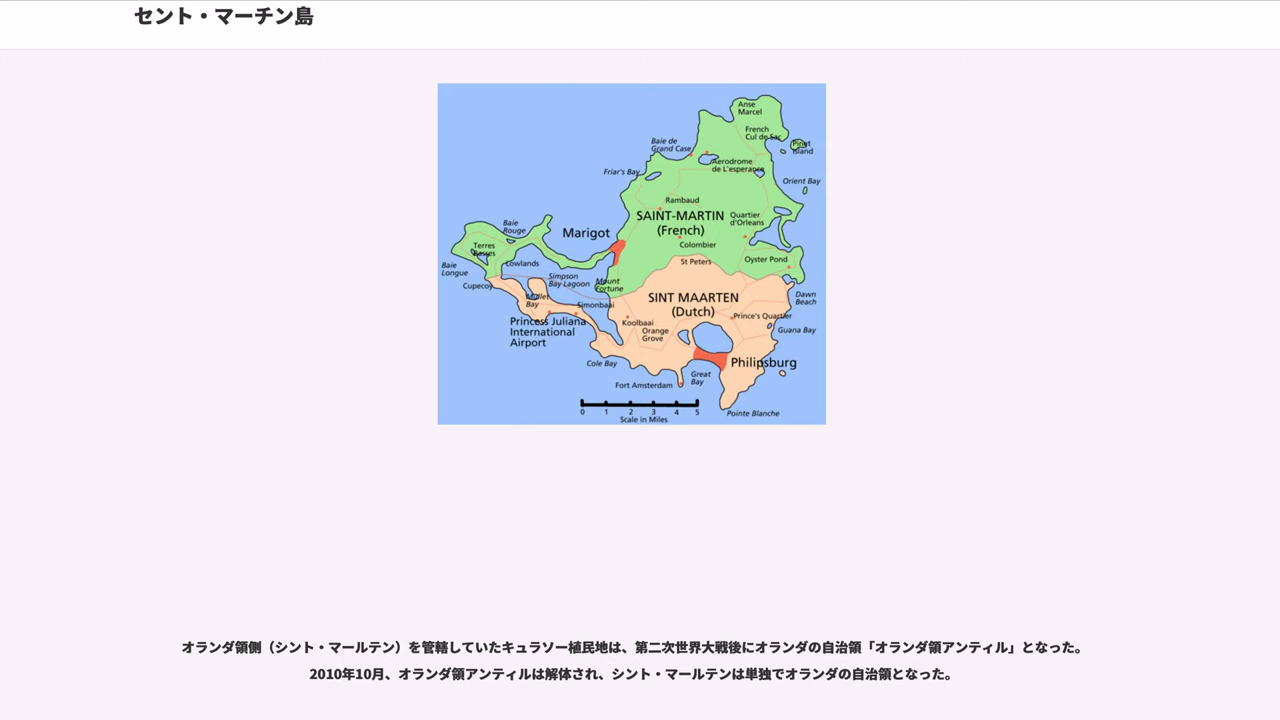 セント・マーチン島
Anse
Marcel
French
Cul de Sac
Baie de
Grand Case
Pinel
Island
Aerodrome
de L'esperance
Friar's Bay
Orient Bay
Rambaud
SAINT-MARTIN
(French)
Quartier
d'Orleans
Baie
Rouge
Marigot
Colombier
Terres
Basses
St Peters
Oyster Pond
Lowlands
Baie
Longue
Simpson
Bay Lagoon
Mount
Fortune
Cupecoy
Mullet
Bay
Simonbaai
SINT MAARTEN
(Dutch)
Dawn
Beach
Princess Juliana
International
Airport
Koolbaai
Prince's Quartier
Orange
Grove
Guana Bay
Cole Bay
Philipsburg
Great
Bay
Fort Amsterdam
Pointe Blanche
0 1 2 3 4 5
Scale in Miles
オランダ領側（シント・マールテン）を管轄していたキュラソー植民地は、第二次世界大戦後にオランダの自治領「オランダ領アンティル」となった。
2010年10月、オランダ領アンティルは解体され、シント・マールテンは単独でオランダの自治領となった。